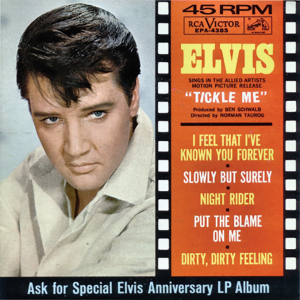 45 RPM
RCA VICTOR
EPA-4383
ELVIS
SINGS IN THE ALLIED ARTISTS
MOTION PICTURE RELEASE
"TICKLE ME"
Produced by BEN SCHWALB
Directed by NORMAN TAUROG
I FEEL THAT I'VE
KNOWN YOU FOREVER
SLOWLY BUT SURELY
NIGHT RIDER
PUT THE BLAME
ON ME
DIRTY, DIRTY FEELING
Ask for Special Elvis Anniversary LP Album